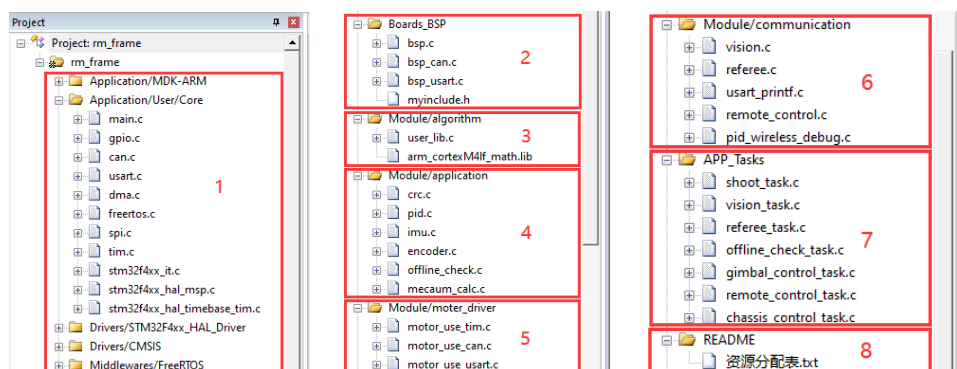 Project
Project: rm_frame
rm_frame
Application/MDK-ARM
Application/User/Core
main.c
gpio.c
can.c
usart.c
dma.c
freertos.c
spi.c
tim.c
stm32f4xx_it.c
stm32f4xx_hal_msp.c
stm32f4xx_hal_timebase_tim.c
Drivers/STM32F4xx_HAL_Driver
Drivers/CMSIS
Middlewares/FreeRTOS
1
Boards_BSP
bsp.c
bsp_can.c
bsp_usart.c
myinclude.h
2
Module/algorithm
user_lib.c
arm_cortexM4lf_math.lib
3
Module/application
crc.c
pid.c
imu.c
encoder.c
offline_check.c
mecaum_calc.c
4
Module/moter_driver
motor_use_tim.c
motor_use_can.c
motor_use_usart.c
5
Module/communication
vision.c
referee.c
usart_printf.c
remote_control.c
pid_wireless_debug.c
6
APP_Tasks
shoot_task.c
vision_task.c
referee_task.c
offline_check_task.c
gimbal_control_task.c
remote_control_task.c
chassis_control_task.c
7
README
资源分配表.txt
8